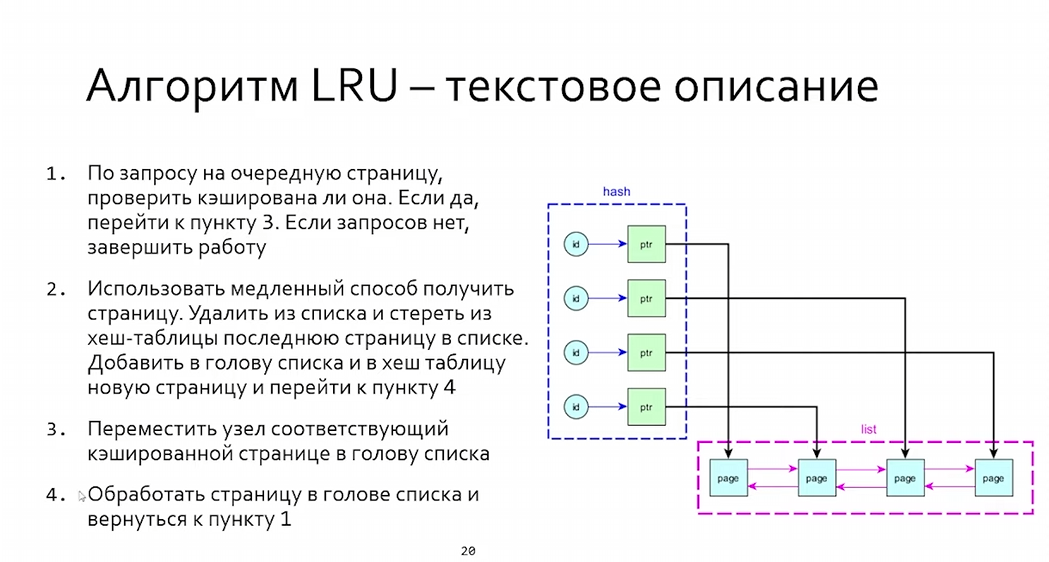 Алгоритм LRU – текстовое описание
1. По запросу на очередную страницу,
проверить кэширована ли она. Если да,
перейти к пункту 3. Если запросов нет,
завершить работу
2. Использовать медленный способ получить
страницу. Удалить из списка и стереть из
хеш-таблицы последнюю страницу в списке.
Добавить в голову списка и в хеш таблицу
новую страницу и перейти к пункту 4
3. Переместить узел соответствующий
кэшированной странице в голову списка
4. Обработать страницу в голове списка и
вернуться к пункту 1
hash
id ptr
id ptr
id ptr
id ptr
list
page page page page
20